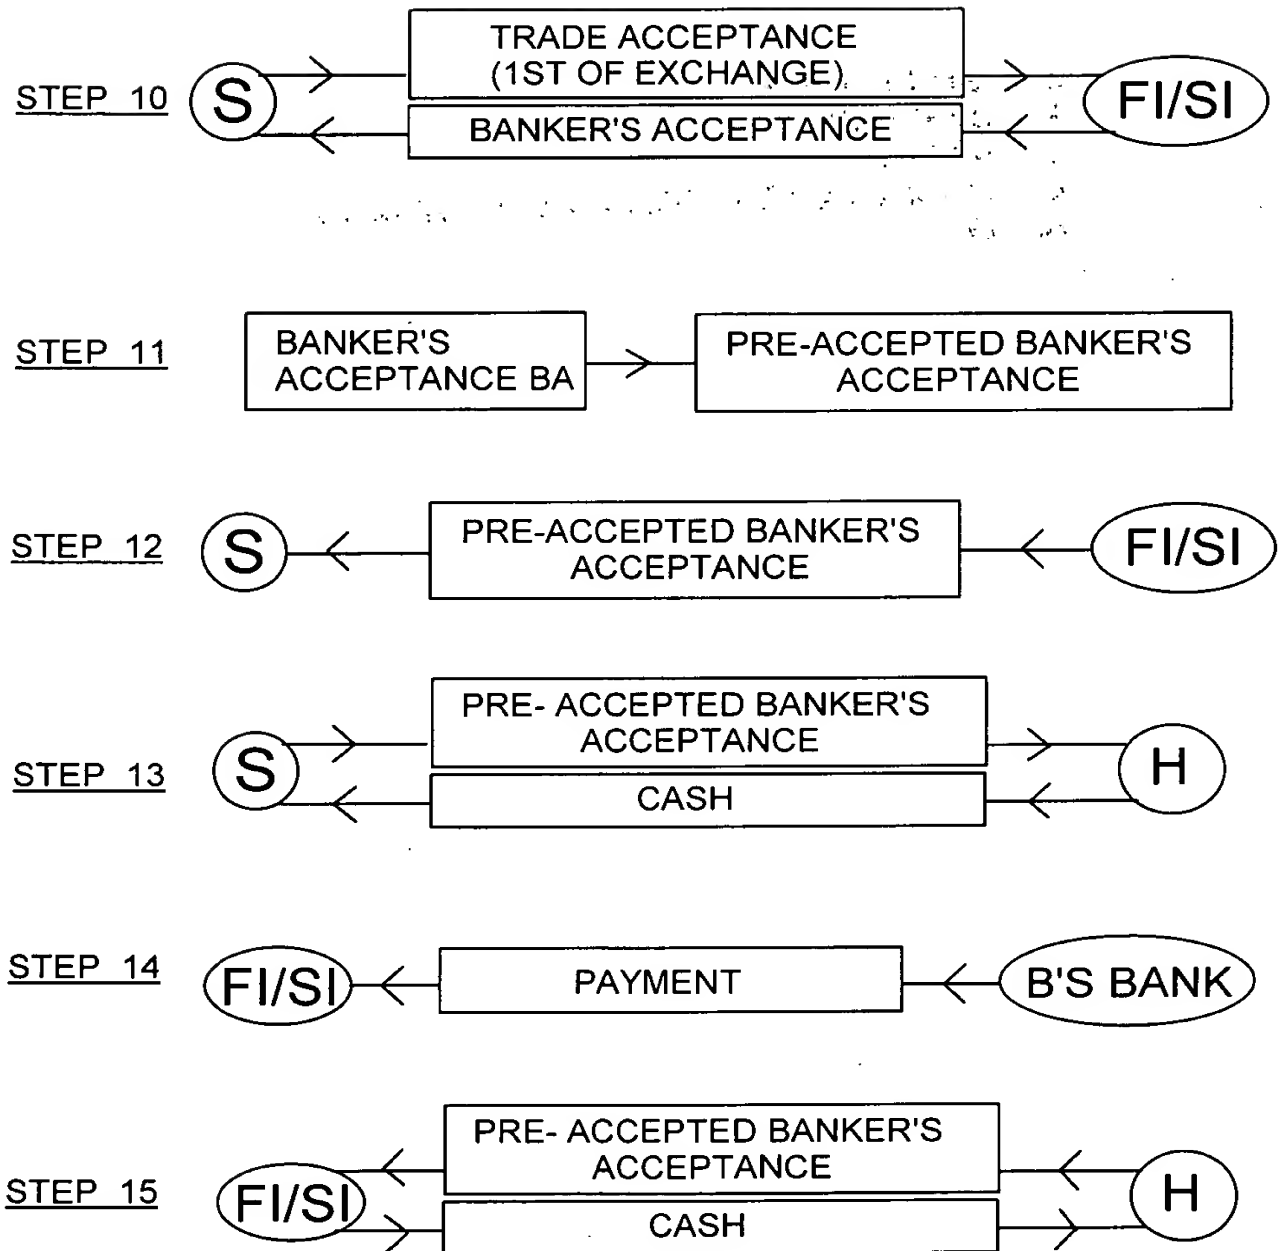 STEP 10
S
TRADE ACCEPTANCE
(1ST OF EXCHANGE)
BANKER'S ACCEPTANCE
FI/SI
STEP 11
BANKER'S
ACCEPTANCE BA
PRE-ACCEPTED BANKER'S
ACCEPTANCE
STEP 12
S
PRE-ACCEPTED BANKER'S
ACCEPTANCE
FI/SI
STEP 13
S
PRE- ACCEPTED BANKER'S
ACCEPTANCE
CASH
H
STEP 14
FI/SI
PAYMENT
B'S BANK
STEP 15
FI/SI
PRE- ACCEPTED BANKER'S
ACCEPTANCE
CASH
H